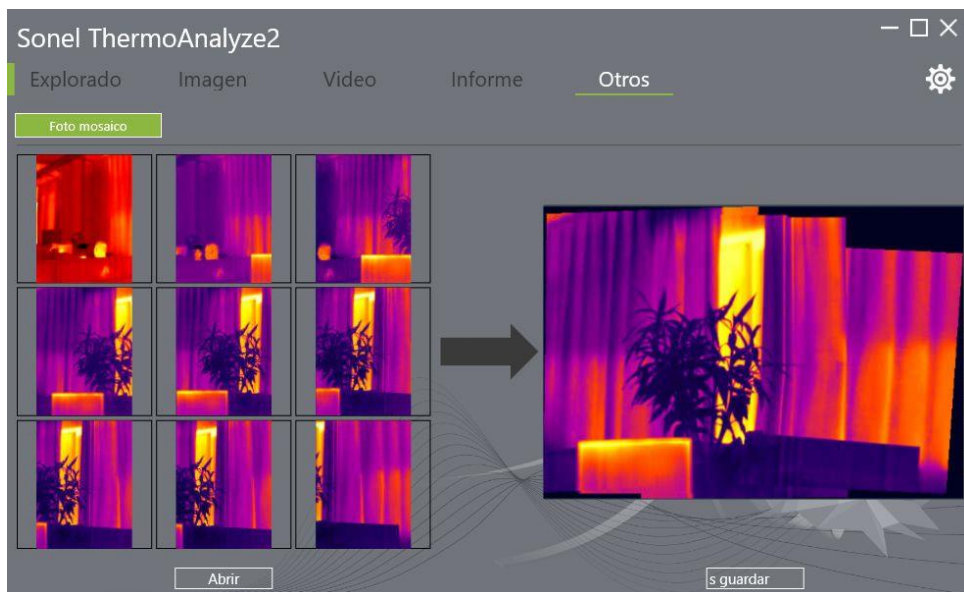 Sonel ThermoAnalyze2
Explorado Imagen Video Informe Otros
Foto mosaico
Abrir s guardar